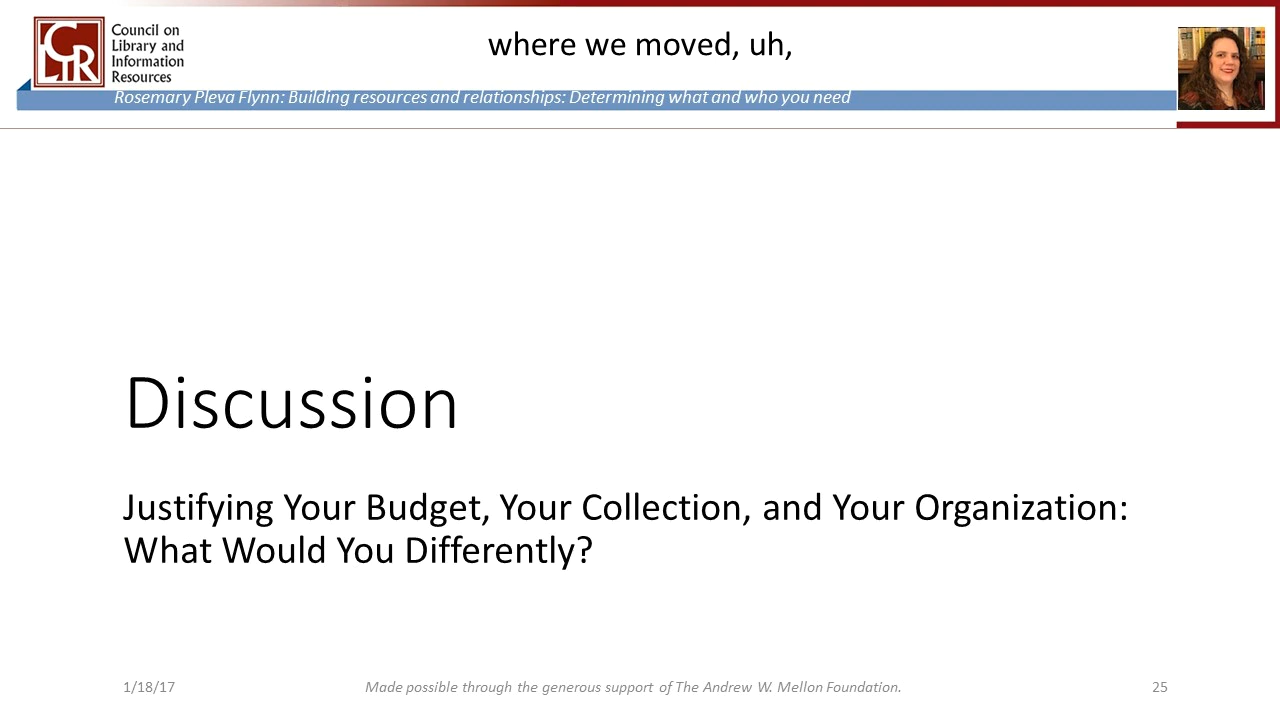 CLIR
Council on
Library and
Information
Resources
where we moved, uh,
Rosemary Pleva Flynn: Building resources and relationships: Determining what and who you need
Discussion
Justifying Your Budget, Your Collection, and Your Organization:
What Would You Differently?
1/18/17
Made possible through the generous support of The Andrew W. Mellon Foundation.
25